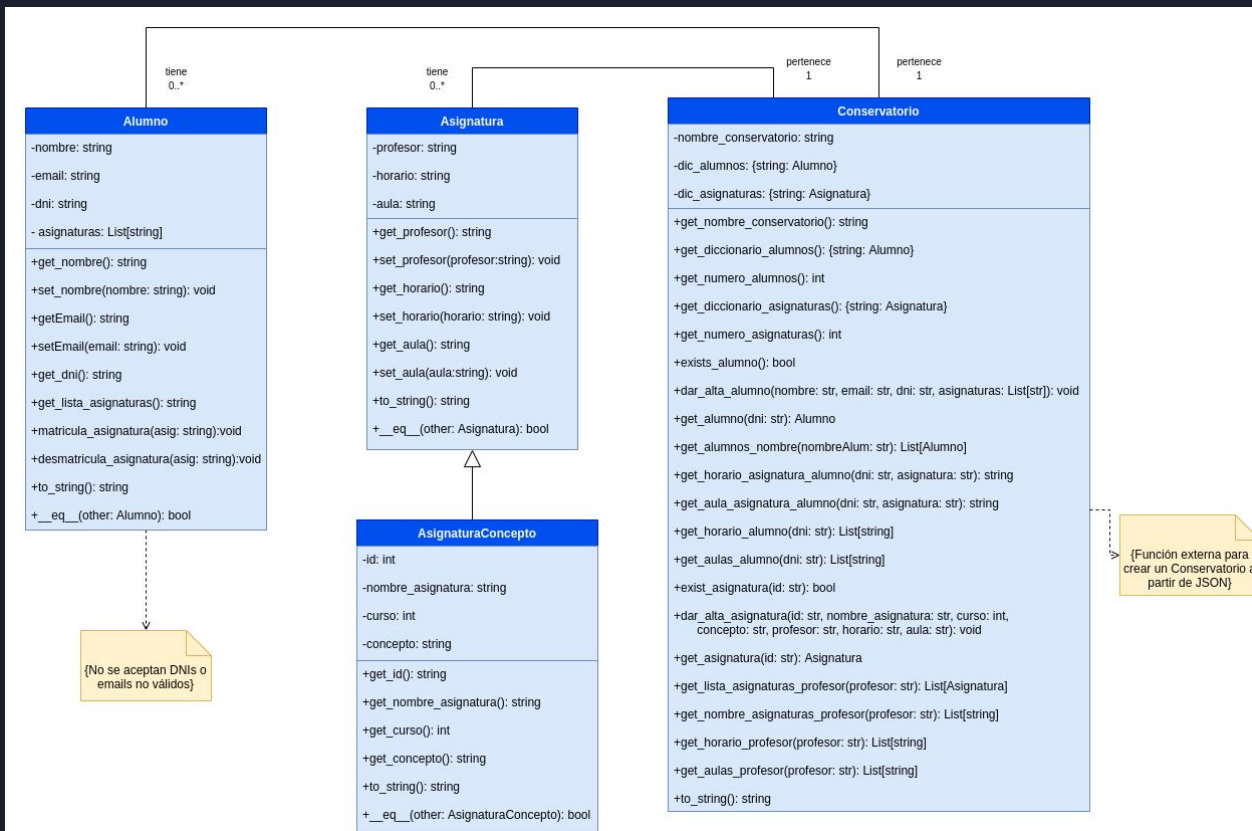 tiene
0..*
tiene
0..*
pertenece
1
pertenece
1
Alumno
-nombre: string
-email: string
-dni: string
- asignaturas: List[string]
+get_nombre(): string
+set_nombre(nombre: string): void
+getEmail(): string
+setEmail(email: string): void
+get_dni(): string
+get_lista_asignaturas(): string
+matricula_asignatura(asig: string):void
+desmatricula_asignatura(asig: string):void
+to_string(): string
+__eq__(other: Alumno): bool
{No se aceptan DNIs o
emails no válidos}
Asignatura
-profesor: string
-horario: string
-aula: string
+get_profesor(): string
+set_profesor(profesor:string): void
+get_horario(): string
+set_horario(horario: string): void
+get_aula(): string
+set_aula(aula:string): void
+to_string(): string
+__eq__(other: Asignatura): bool
AsignaturaConcepto
-id: int
-nombre_asignatura: string
-curso: int
-concepto: string
+get_id(): string
+get_nombre_asignatura(): string
+get_curso(): int
+get_concepto(): string
+to_string(): string
+__eq__(other: AsignaturaConcepto): bool
Conservatorio
-nombre_conservatorio: string
-dic_alumnos: {string: Alumno}
-dic_asignaturas: {string: Asignatura}
+get_nombre_conservatorio(): string
+get_diccionario_alumnos(): {string: Alumno}
+get_numero_alumnos(): int
+get_diccionario_asignaturas(): {string: Asignatura}
+get_numero_asignaturas(): int
+exists_alumno(): bool
+dar_alta_alumno(nombre: str, email: str, dni: str, asignaturas: List[str]): void
+get_alumno(dni: str): Alumno
+get_alumnos_nombre(nombreAlum: str): List[Alumno]
+get_horario_asignatura_alumno(dni: str, asignatura: str): string
+get_aula_asignatura_alumno(dni: str, asignatura: str): string
+get_horario_alumno(dni: str): List[string]
+get_aulas_alumno(dni: str): List[string]
+exist_asignatura(id: str): bool
+dar_alta_asignatura(id: str, nombre_asignatura: str, curso: int,
concepto: str, profesor: str, horario: str, aula: str): void
+get_asignatura(id: str): Asignatura
+get_lista_asignaturas_profesor(profesor: str): List[Asignatura]
+get_nombre_asignaturas_profesor(profesor: str): List[string]
+get_horario_profesor(profesor: str): List[string]
+get_aulas_profesor(profesor: str): List[string]
+to_string(): string
{Función externa para
crear un Conservatorio a
partir de JSON}